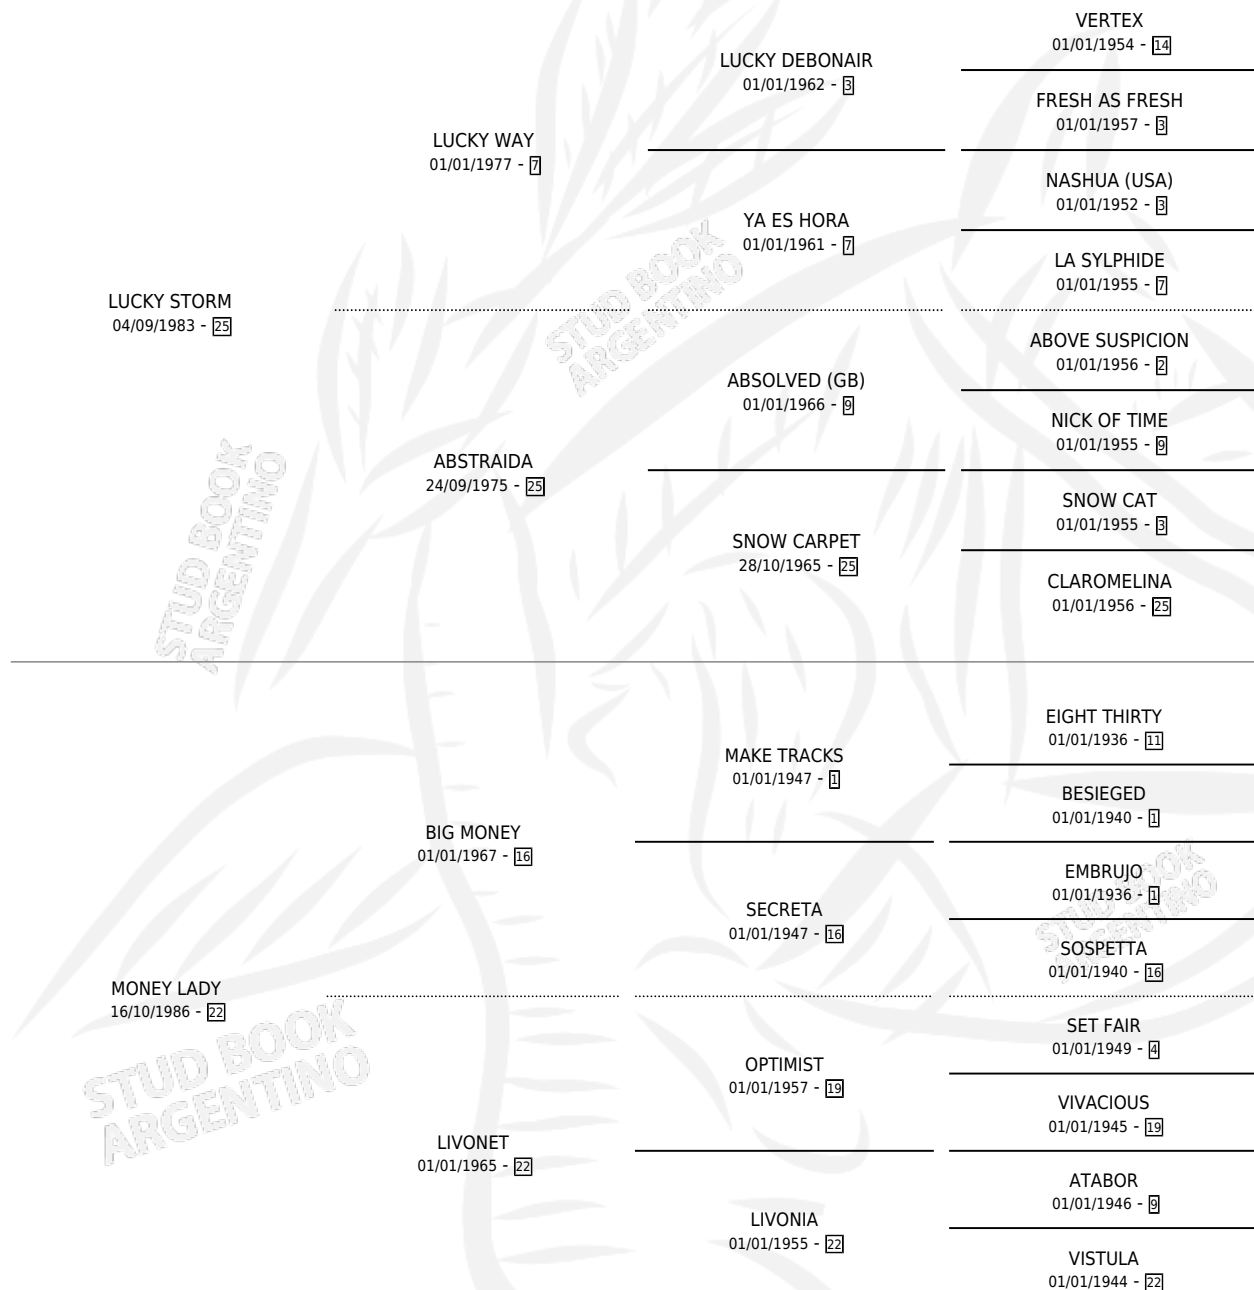 VERTEX
01/01/1954 - 14
LUCKY DEBONAIR
01/01/1962 - 3
FRESH AS FRESH
01/01/1957 - 3
LUCKY WAY
01/01/1977 - 7
NASHUA (USA)
01/01/1952 - 3
YA ES HORA
01/01/1961 - 7
LA SYLPHIDE
01/01/1955 - 7
LUCKY STORM
04/09/1983 - 25
STUD BOOK
ARGENTINO
ABOVE SUSPICION
01/01/1956 - 2
ABSOLVED (GB)
01/01/1966 - 9
NICK OF TIME
01/01/1955 - 9
ABSTRAIDA
24/09/1975 - 25
SNOW CAT
01/01/1955 - 3
SNOW CARPET
28/10/1965 - 25
CLAROMELINA
01/01/1956 - 25
STUD BOOK
ARGENTINO
EIGHT THIRTY
01/01/1936 - 11
MAKE TRACKS
01/01/1947 - 1
BESIEGED
01/01/1940 - 1
BIG MONEY
01/01/1967 - 16
EMBRUJO
01/01/1936 - 1
SECRETA
01/01/1947 - 16
STUD BOOK
ARGENTINO
SOSPETTA
01/01/1940 - 16
MONEY LADY
16/10/1986 - 22
SET FAIR
01/01/1949 - 4
OPTIMIST
01/01/1957 - 19
STUD BOOK
ARGENTINO
VIVACIOUS
01/01/1945 - 19
LIVONET
01/01/1965 - 22
ATABOR
01/01/1946 - 9
LIVONIA
01/01/1955 - 22
VISTULA
01/01/1944 - 22